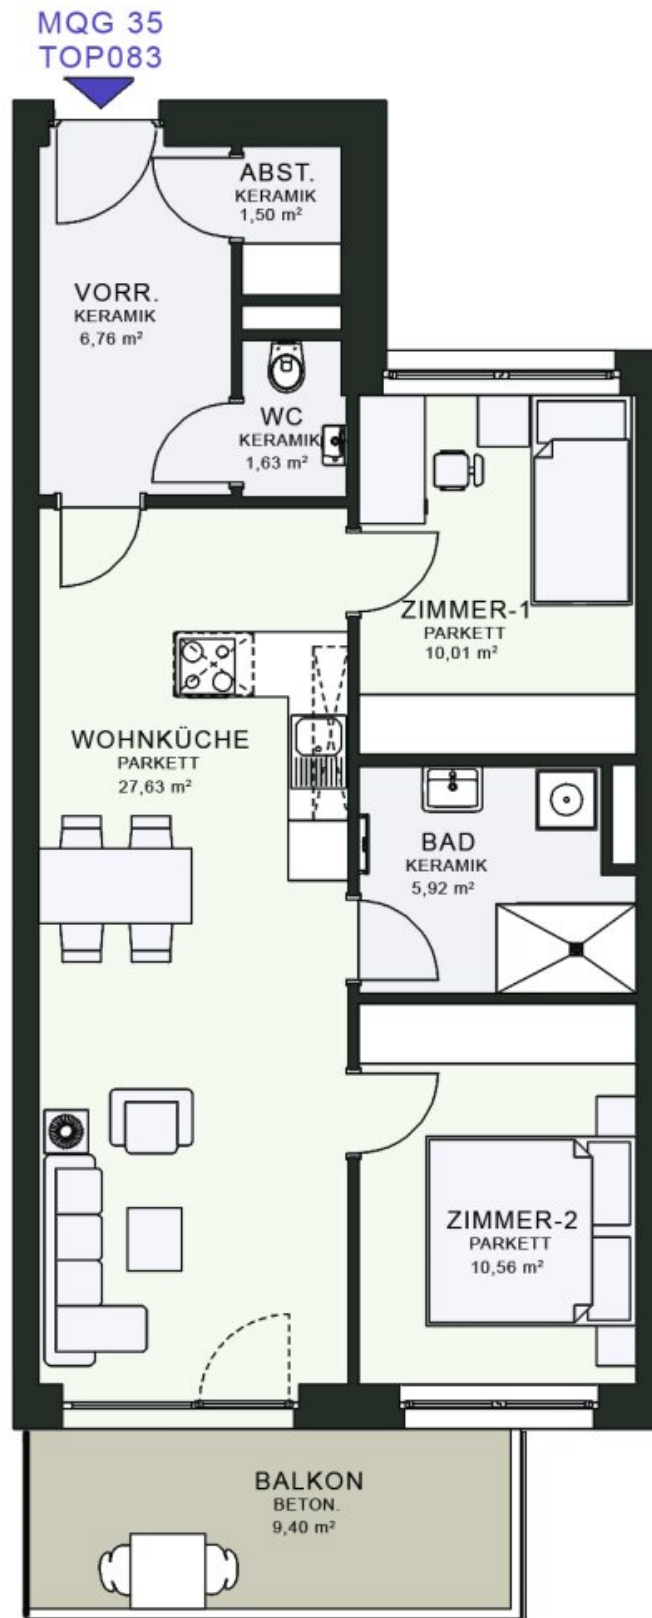 MQG 35
TOP083
ABST.
KERAMIK
1,50 m²
VORR.
KERAMIK
6,76 m²
WC
KERAMIK
1,63 m²
ZIMMER-1
PARKETT
10,01 m²
WOHNKÜCHE
PARKETT
27,63 m²
BAD
KERAMIK
5,92 m²
ZIMMER-2
PARKETT
10,56 m²
BALKON
BETON.
9,40 m²